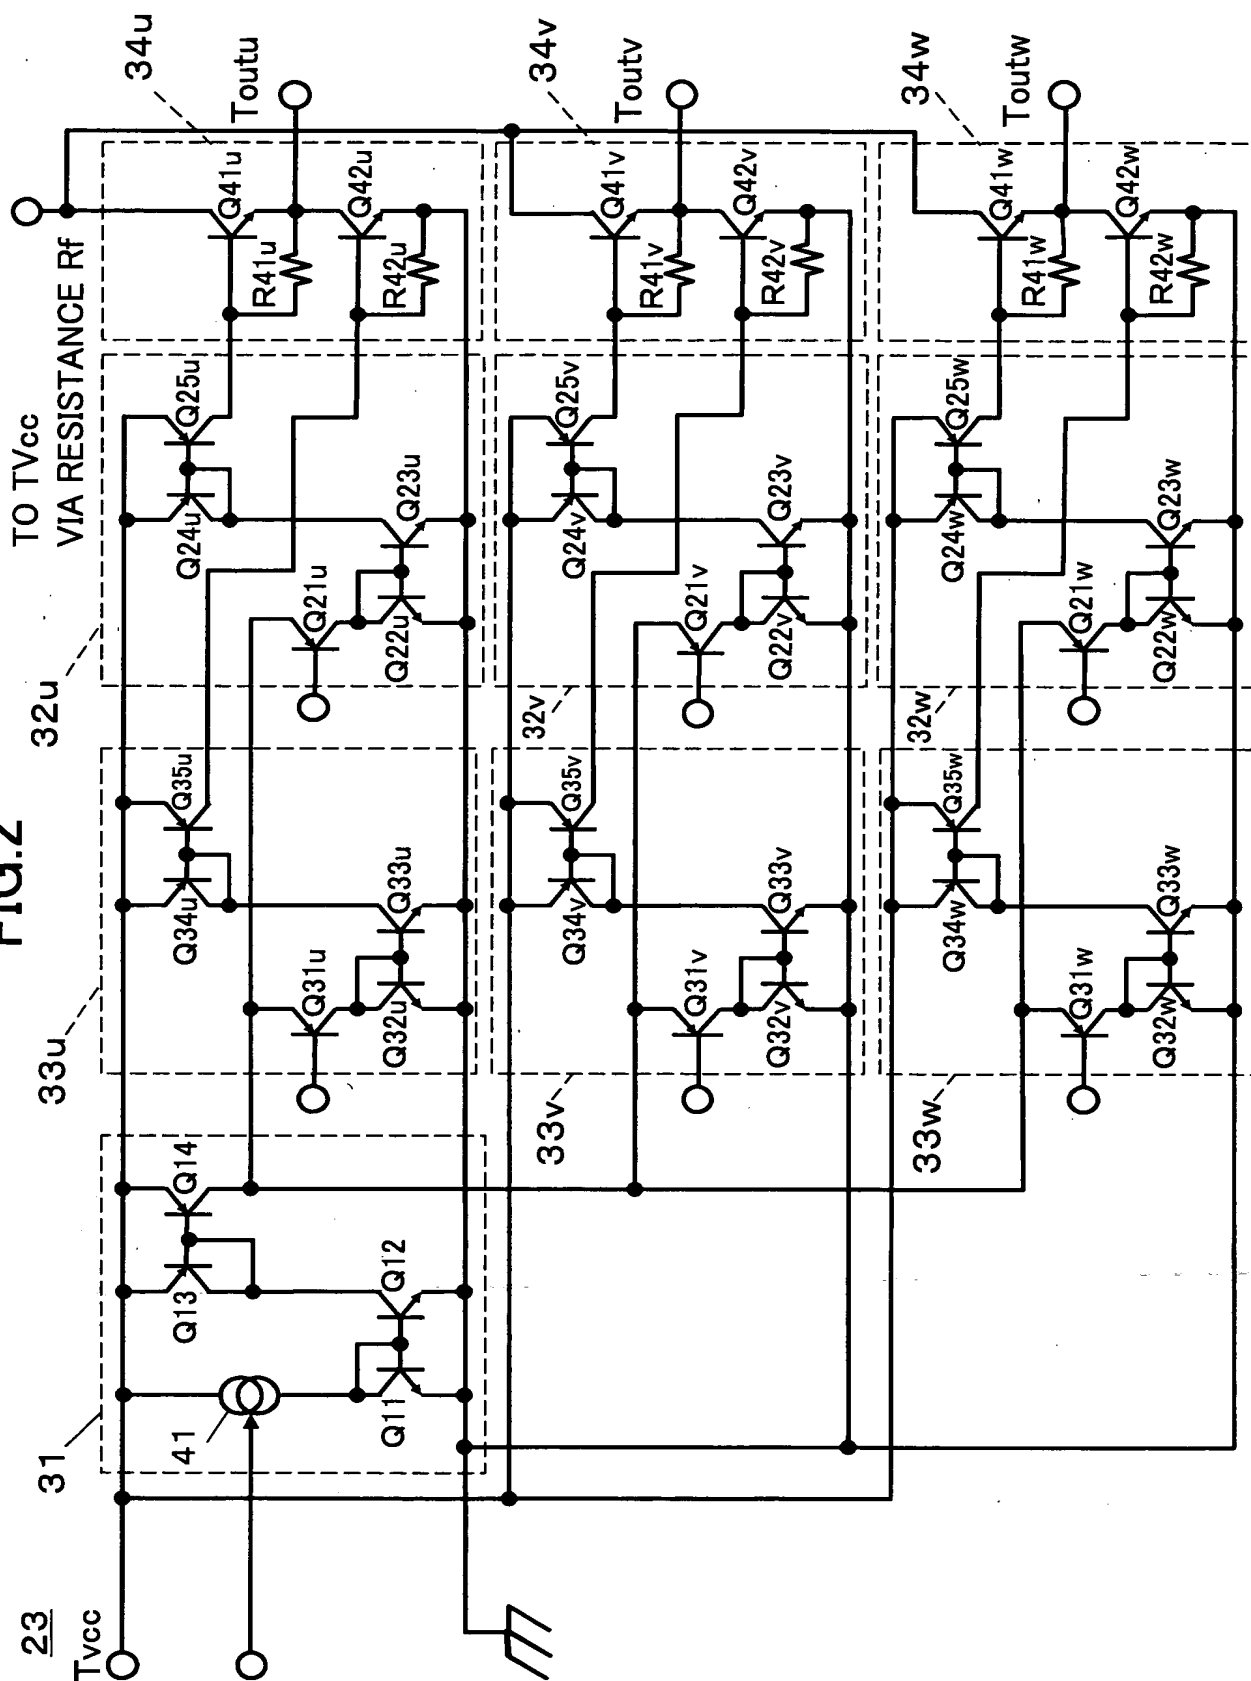 FIG.2
23
Tvcc
31
41
Q11
Q12
Q13
Q14
33u
Q31u
Q32u
Q33u
Q34u
Q35u
32u
Q21u
Q22u
Q23u
Q24u
Q25u
TO TVcc
VIA RESISTANCE Rf
34u
Q41u
R41u
Q42u
R42u
Toutu
33v
Q31v
Q32v
Q33v
Q34v
Q35v
32v
Q21v
Q22v
Q23v
Q24v
Q25v
34v
Q41v
R41v
Q42v
R42v
Toutv
33w
Q31w
Q32w
Q33w
Q34w
Q35w
32w
Q21w
Q22w
Q23w
Q24w
Q25w
34w
Q41w
R41w
Q42w
R42w
Toutw